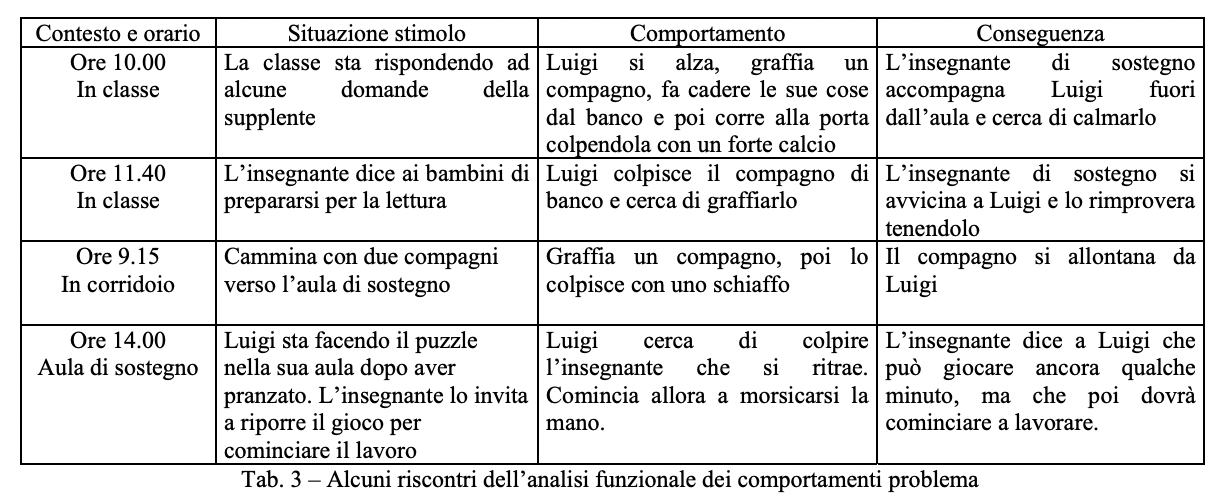 Contesto e orario
Situazione stimolo
Comportamento
Conseguenza
Ore 10.00
In classe
La classe sta rispondendo ad
alcune domande della
supplente
Luigi si alza, graffia un
compagno, fa cadere le sue cose
dal banco e poi corre alla porta
colpendola con un forte calcio
L'insegnante di sostegno
accompagna Luigi fuori
dall'aula e cerca di calmarlo
Ore 11.40
In classe
L'insegnante dice ai bambini di
prepararsi per la lettura
Luigi colpisce il compagno di
banco e cerca di graffiarlo
L'insegnante di sostegno si
avvicina a Luigi e lo rimprovera
tenendolo
Ore 9.15
In corridoio
Cammina con due compagni
verso l'aula di sostegno
Graffia un compagno, poi lo
colpisce con uno schiaffo
Il compagno si allontana da
Luigi
Ore 14.00
Aula di sostegno
Luigi sta facendo il puzzle
nella sua aula dopo aver
pranzato. L'insegnante lo invita
a riporre il gioco per
cominciare il lavoro
Luigi cerca di colpire
l'insegnante che si ritrae.
Comincia allora a morsicarsi la
mano.
L'insegnante dice a Luigi che
può giocare ancora qualche
minuto, ma che poi dovrà
cominciare a lavorare.
Tab. 3 – Alcuni riscontri dell'analisi funzionale dei comportamenti problema